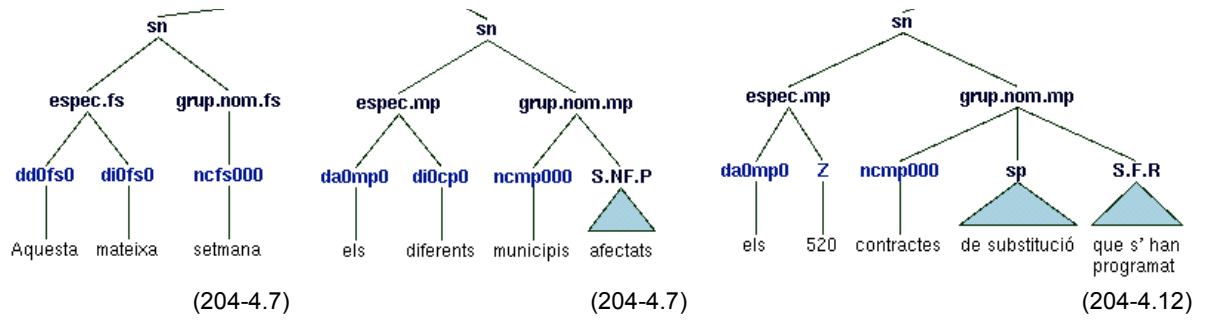 sn sn sn
espec.fs grup.nom.fs espec.mp grup.nom.mp espec.mp grup.nom.mp
dd0fs0 di0fs0 ncfs000 da0mp0 di0cp0 ncmp000 S.NF.P da0mp0 Z ncmp000 sp S.F.R
Aquesta mateixa setmana els diferents municipis afectats els 520 contractes de substitució que s' han
programat
(204-4.7) (204-4.7) (204-4.12)